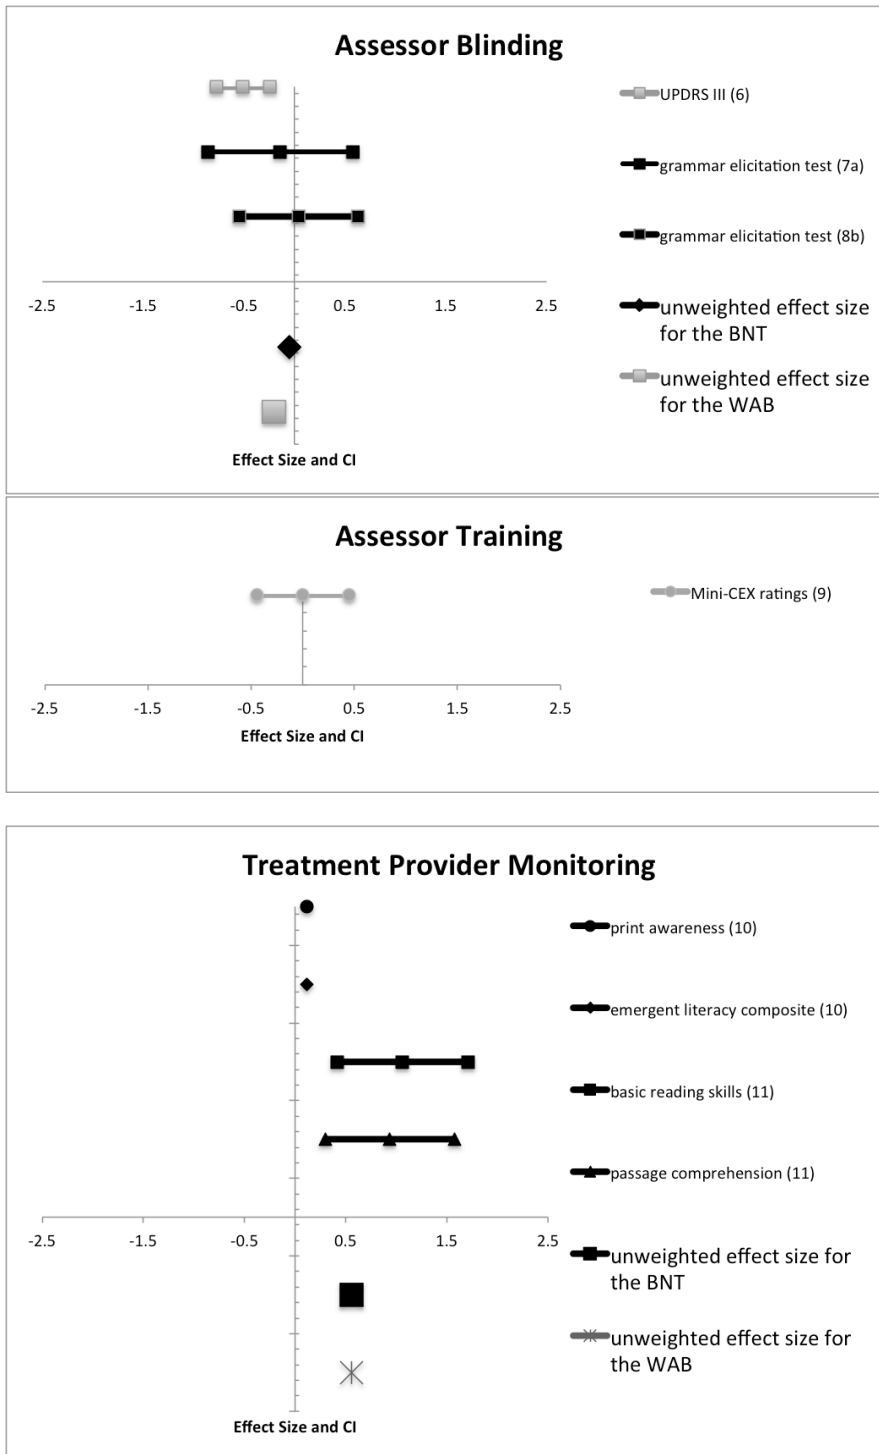 Assessor Blinding
UPDRS III (6)
grammar elicitation test (7a)
grammar elicitation test (8b)
-2.5 -1.5 -0.5 0.5 1.5 2.5
unweighted effect size
for the BNT
unweighted effect size
for the WAB
Effect Size and CI
Assessor Training
Mini-CEX ratings (9)
-2.5 -1.5 -0.5 0.5 1.5 2.5
Effect Size and CI
Treatment Provider Monitoring
print awareness (10)
emergent literacy composite (10)
basic reading skills (11)
passage comprehension (11)
-2.5 -1.5 -0.5 0.5 1.5 2.5
unweighted effect size for
the BNT
unweighted effect size for
the WAB
Effect Size and CI